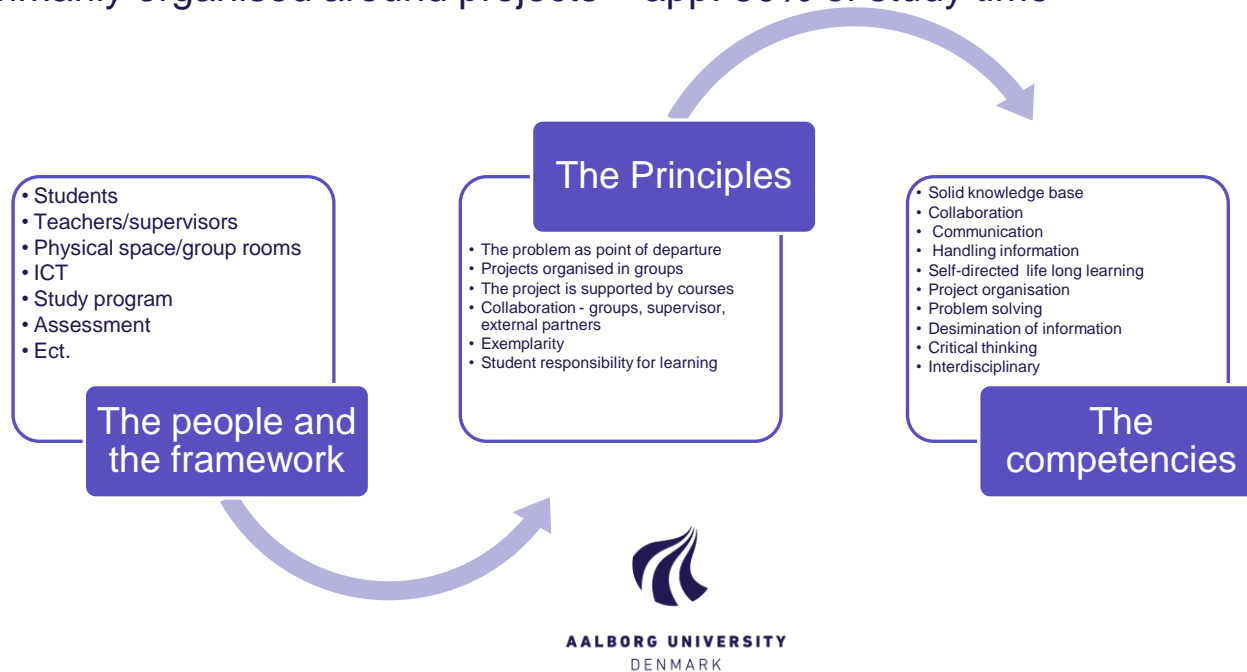 • Students
• Teachers/supervisors
• Physical space/group rooms
• ICT
• Study program
• Assessment
• Ect.
The people and
the framework
The Principles
• The problem as point of departure
• Projects organised in groups
• The project is supported by courses
• Collaboration - groups, supervisor,
external partners
• Exemplarity
• Student responsibility for learning
• Solid knowledge base
• Collaboration
• Communication
• Handling information
• Self-directed life long learning
• Project organisation
• Problem solving
• Desimination of information
• Critical thinking
• Interdisciplinary
The
competencies
AALBORG UNIVERSITY
DENMARK